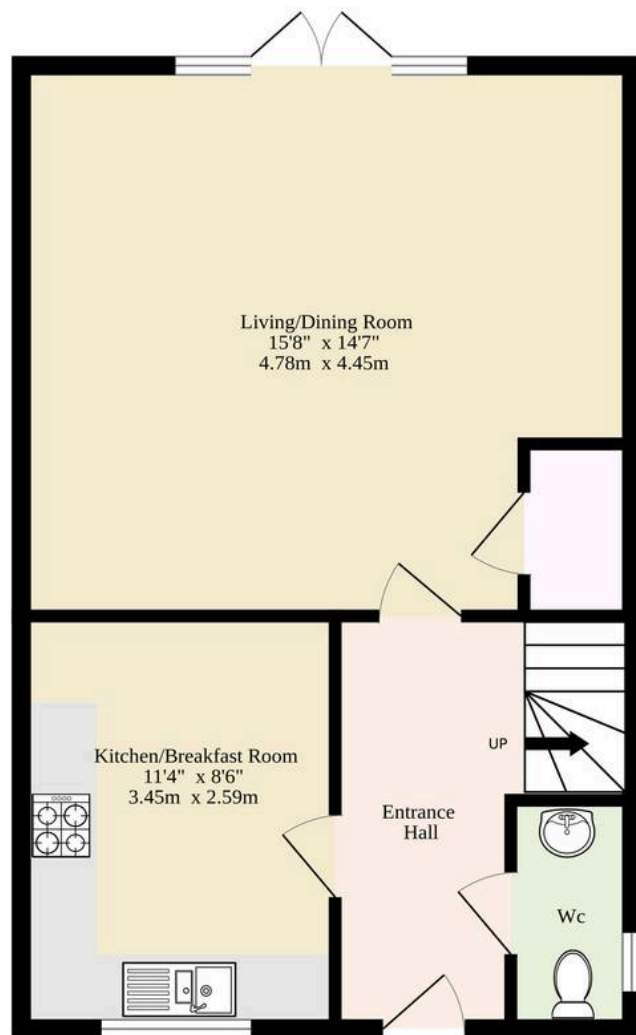 Living/Dining Room
15'8" x 14'7"
4.78m x 4.45m
Kitchen/Breakfast Room
11'4" x 8'6"
3.45m x 2.59m
UP
Entrance
Hall
Wc